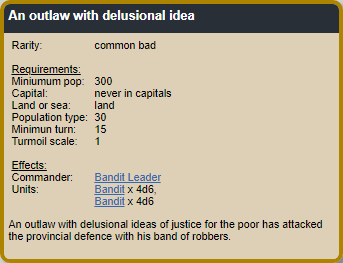 An outlaw with delusional idea
Rarity: common bad
Requirements:
Miniumum pop: 300
Capital: never in capitals
Land or sea: land
Population type: 30
Minimun turn: 15
Turmoil scale: 1
Effects:
Commander: Bandit Leader
Units: Bandit x 4d6,
Bandit x 4d6
An outlaw with delusional ideas of justice for the poor has attacked
the provincial defence with his band of robbers.